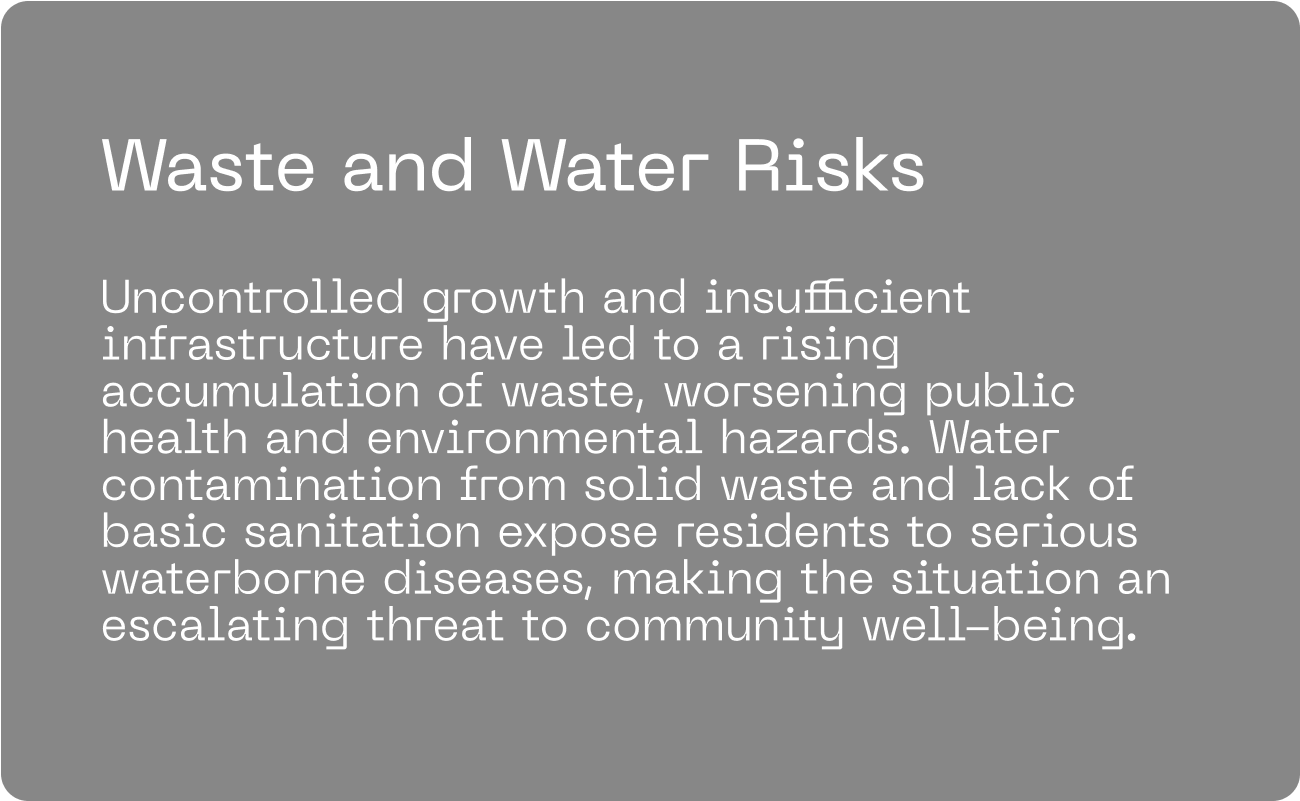 Waste and Water Risks
Uncontrolled growth and insufficient
infrastructure have led to a rising
accumulation of waste, worsening public
health and environmental hazards. Water
contamination from solid waste and lack of
basic sanitation expose residents to serious
waterborne diseases, making the situation an
escalating threat to community well-being.